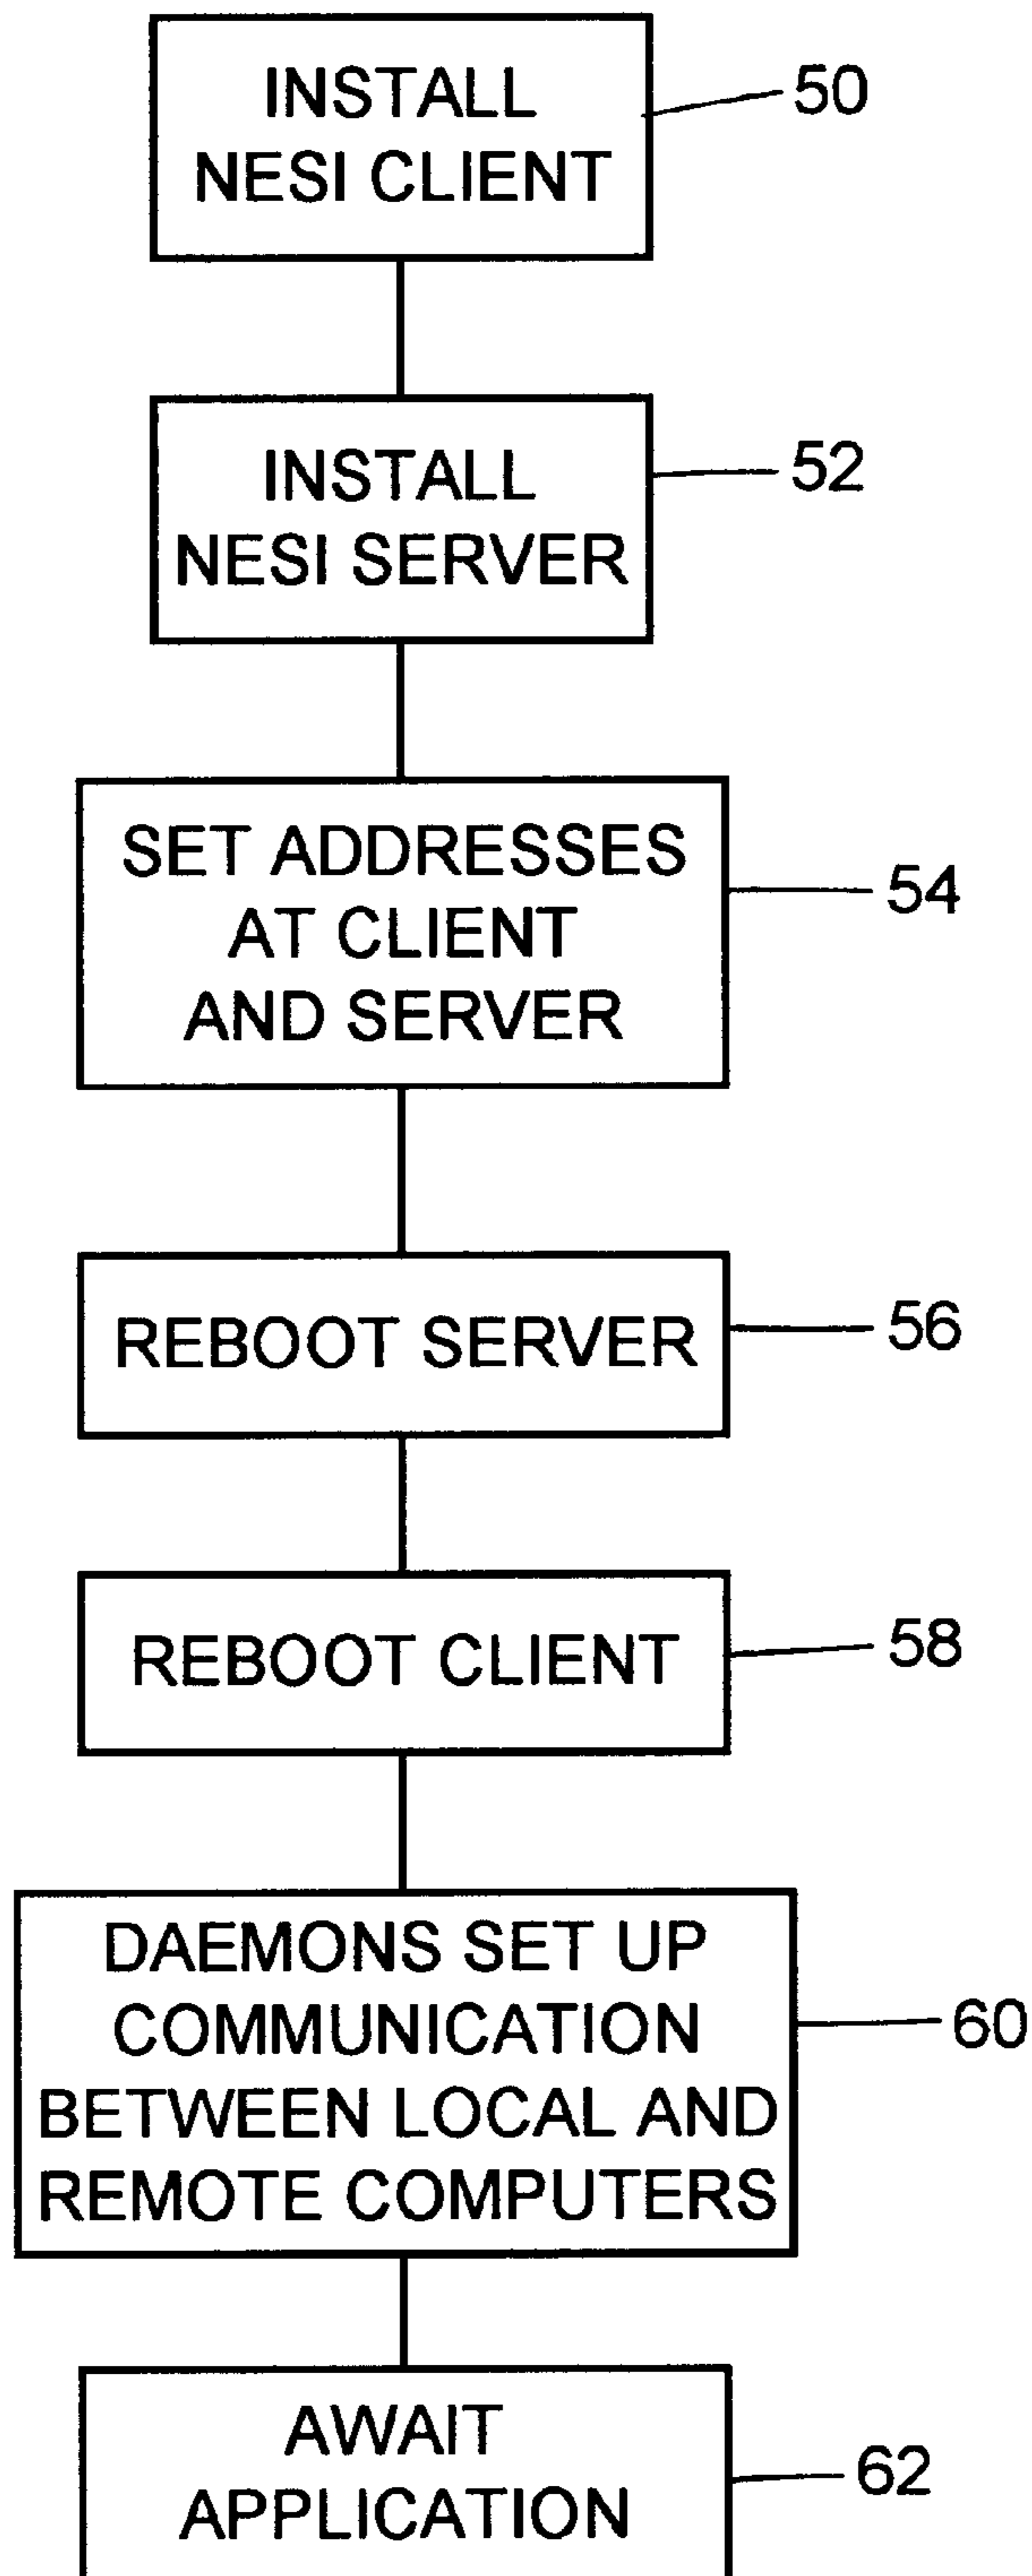 INSTALL
NESI CLIENT
50
INSTALL
NESI SERVER
52
SET ADDRESSES
AT CLIENT
AND SERVER
54
REBOOT SERVER
56
REBOOT CLIENT
58
DAEMONS SET UP
COMMUNICATION
BETWEEN LOCAL AND
REMOTE COMPUTERS
60
AWAIT
APPLICATION
62